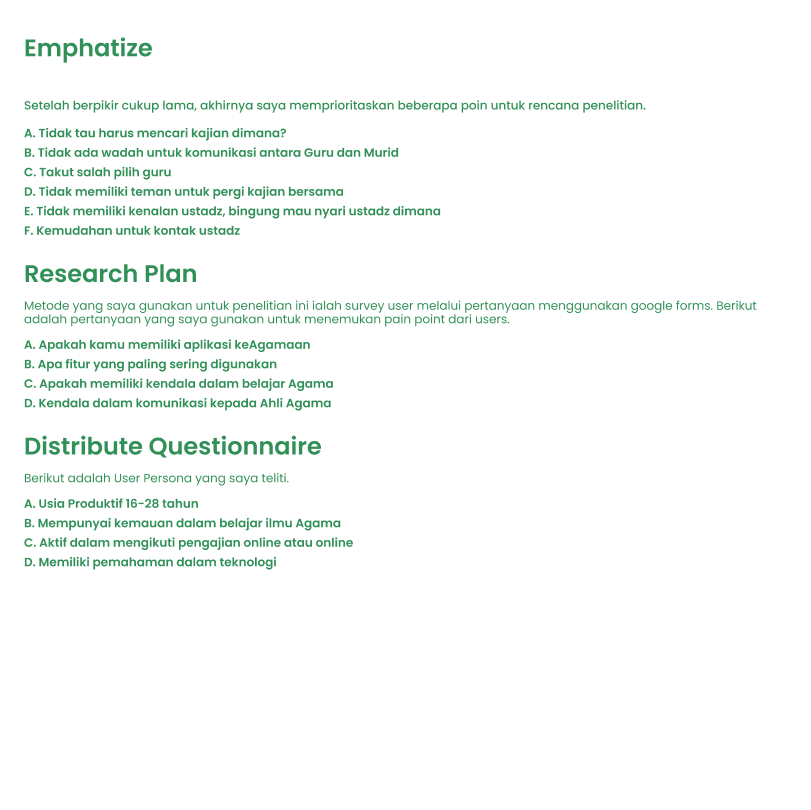 Emphatize
Setelah berpikir cukup lama, akhirnya saya memprioritaskan beberapa poin untuk rencana penelitian.
A. Tidak tau harus mencari kajian dimana?
B. Tidak ada wadah untuk komunikasi antara Guru dan Murid
C. Takut salah pilih guru
D. Tidak memiliki teman untuk pergi kajian bersama
E. Tidak memiliki kenalan ustadz, bingung mau nyari ustadz dimana
F. Kemudahan untuk kontak ustadz
Research Plan
Metode yang saya gunakan untuk penelitian ini ialah survey user melalui pertanyaan menggunakan google forms. Berikut
adalah pertanyaan yang saya gunakan untuk menemukan pain point dari users.
A. Apakah kamu memiliki aplikasi keAgamaan
B. Apa fitur yang paling sering digunakan
C. Apakah memiliki kendala dalam belajar Agama
D. Kendala dalam komunikasi kepada Ahli Agama
Distribute Questionnaire
Berikut adalah User Persona yang saya teliti.
A. Usia Produktif 16-28 tahun
B. Mempunyai kemauan dalam belajar ilmu Agama
C. Aktif dalam mengikuti pengajian online atau online
D. Memiliki pemahaman dalam teknologi